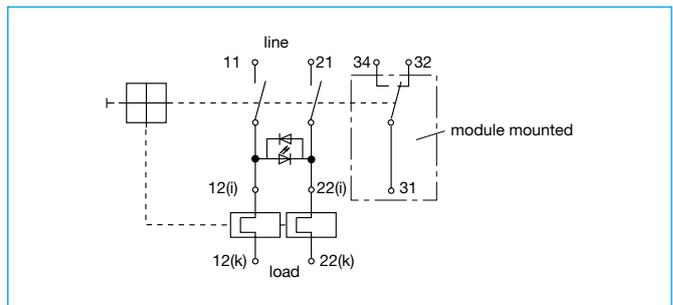 line
11 21 34 32
module mounted
12(i) 22(i) 31
12(k) 22(k)
load